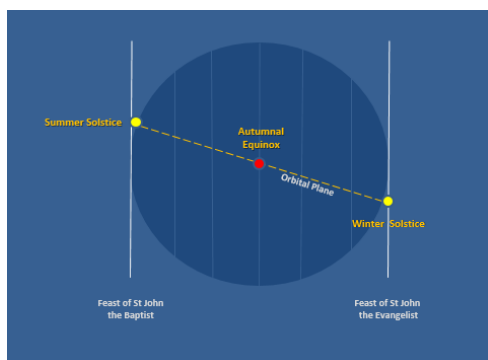 Summer Solstice
Autumnal
Equinox
Orbital Plane
Winter Solstice
Feast of St John
the Baptist
Feast of St John
the Evangelist